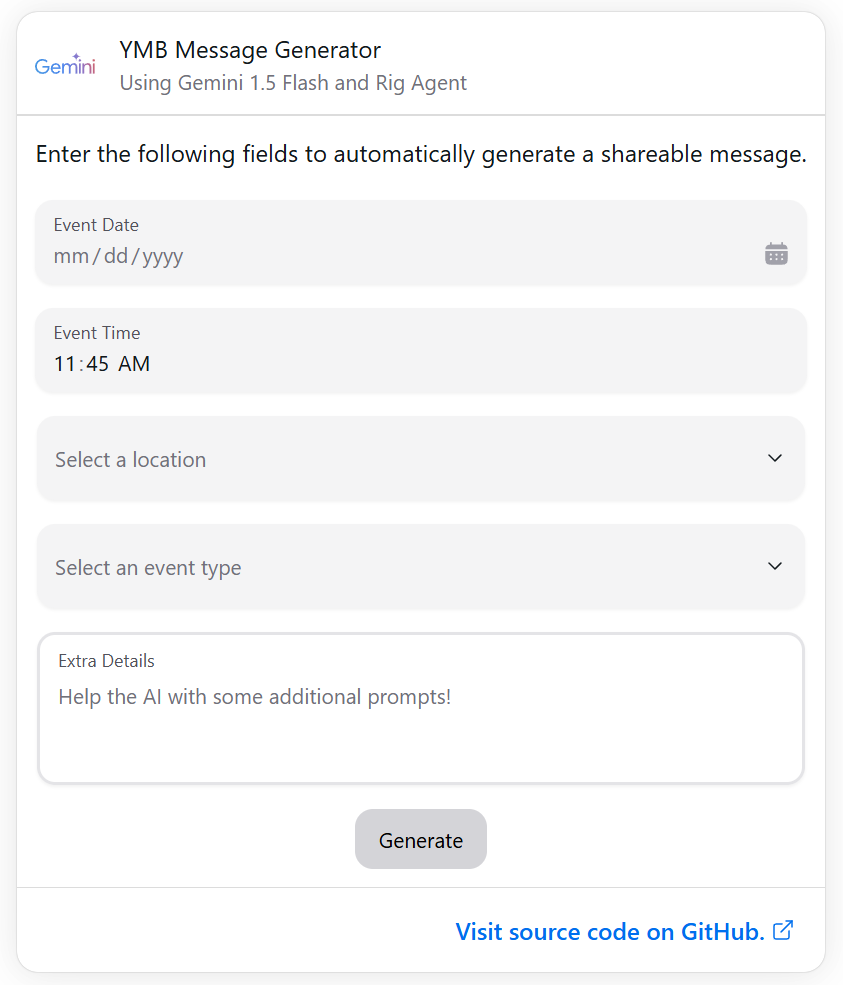 Gemini
YMB Message Generator
Using Gemini 1.5 Flash and Rig Agent
Enter the following fields to automatically generate a shareable message.
Event Date
mm/dd/yyyy
Event Time
11:45 AM
Select a location
Select an event type
Extra Details
Help the AI with some additional prompts!
Generate
Visit source code on GitHub.